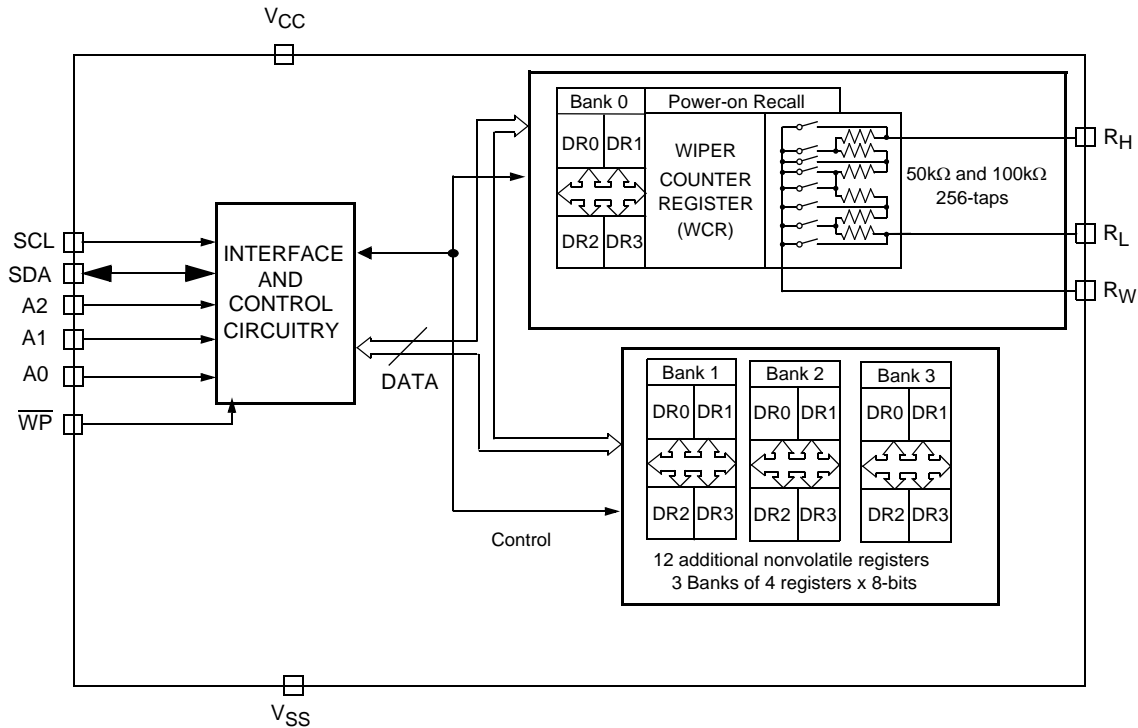 VCC
Bank 0
Power-on Recall
DR0
DR1
DR2
DR3
WIPER
COUNTER
REGISTER
(WCR)
50kΩ and 100kΩ
256-taps
RH
RL
RW
SCL
SDA
A2
A1
A0
WP
INTERFACE
AND
CONTROL
CIRCUITRY
DATA
Control
Bank 1
DR0
DR1
DR2
DR3
Bank 2
DR0
DR1
DR2
DR3
Bank 3
DR0
DR1
DR2
DR3
12 additional nonvolatile registers
3 Banks of 4 registers x 8-bits
VSS